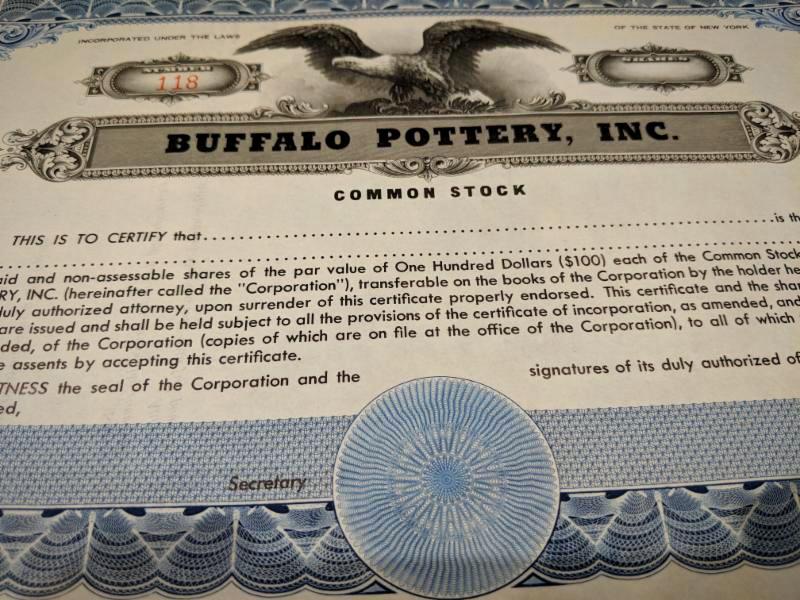 INCORPORATED UNDER THE LAWS
OF THE STATE OF NEW YORK
NUMBER
118
SHARES
BUFFALO POTTERY, INC.
COMMON STOCK
THIS IS TO CERTIFY that
is th
aid and non-assessable shares of the par value of One Hundred Dollars ($100) each of the Common Stock
RY, INC. (hereinafter called the "Corporation"), transferable on the books of the Corporation by the holder he
duly authorized attorney, upon surrender of this certificate properly endorsed. This certificate and the shar
are issued and shall be held subject to all the provisions of the certificate of incorporation, as amended, and
ded, of the Corporation (copies of which are on file at the office of the Corporation), to all of which
e assents by accepting this certificate.
TNESS the seal of the Corporation and the signatures of its duly authorized of
ed,
Secretary